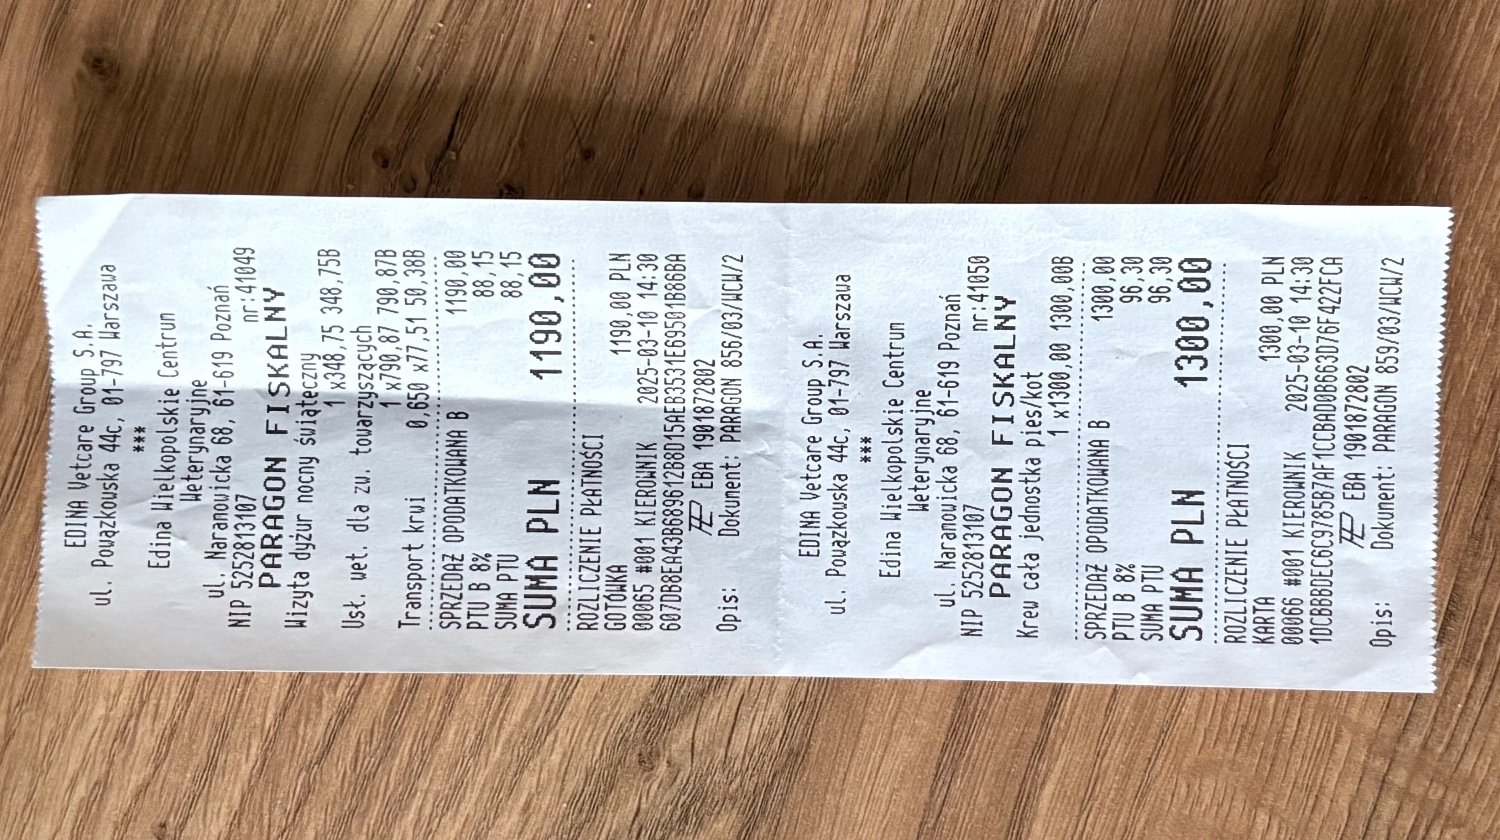 EDINA Vetcare Group S.A.
ul. Powązkowska 44c, 01-797 Warszawa
***
Edina Wielkopolskie Centrum
Weterynaryjne
ul. Naramowicka 68, 61-619 Poznań
NIP 5252813107 nr:41049
PARAGON FISKALNY
Wizyta dyżur nocny świąteczny
1 x348,75 348,75B
Usł. wet. dla zw. towarzyszących
1 x790,87 790,87B
Transport krwi 0,650 x77,51 50,38B
SPRZEDAŻ OPODATKOWANA B 1190,00
PTU B 8% 88,15
SUMA PTU 88,15
SUMA PLN 1190,00
ROZLICZENIE PŁATNOŚCI
GOTÓWKA 1190,00 PLN
00065 #001 KIEROWNIK 2025-03-10 14:30
607DB8EA43B689612B8D15AEB3531E69501B86BA
EBA 1901872802
Opis: Dokument: PARAGON 856/03/WCW/2
EDINA Vetcare Group S.A.
ul. Powązkowska 44c, 01-797 Warszawa
***
Edina Wielkopolskie Centrum
Weterynaryjne
ul. Naramowicka 68, 61-619 Poznań
NIP 5252813107 nr:41050
PARAGON FISKALNY
Krew cała jednostka pies/kot
1 x1300,00 1300,00B
SPRZEDAŻ OPODATKOWANA B 1300,00
PTU B 8% 96,30
SUMA PTU 96,30
SUMA PLN 1300,00
ROZLICZENIE PŁATNOŚCI
KARTA 1300,00 PLN
00066 #001 KIEROWNIK 2025-03-10 14:30
1DCBBBDEC6C9785B7AF1CCBAD0B663D76F422FCA
EBA 1901872802
Opis: Dokument: PARAGON 859/03/WCW/2